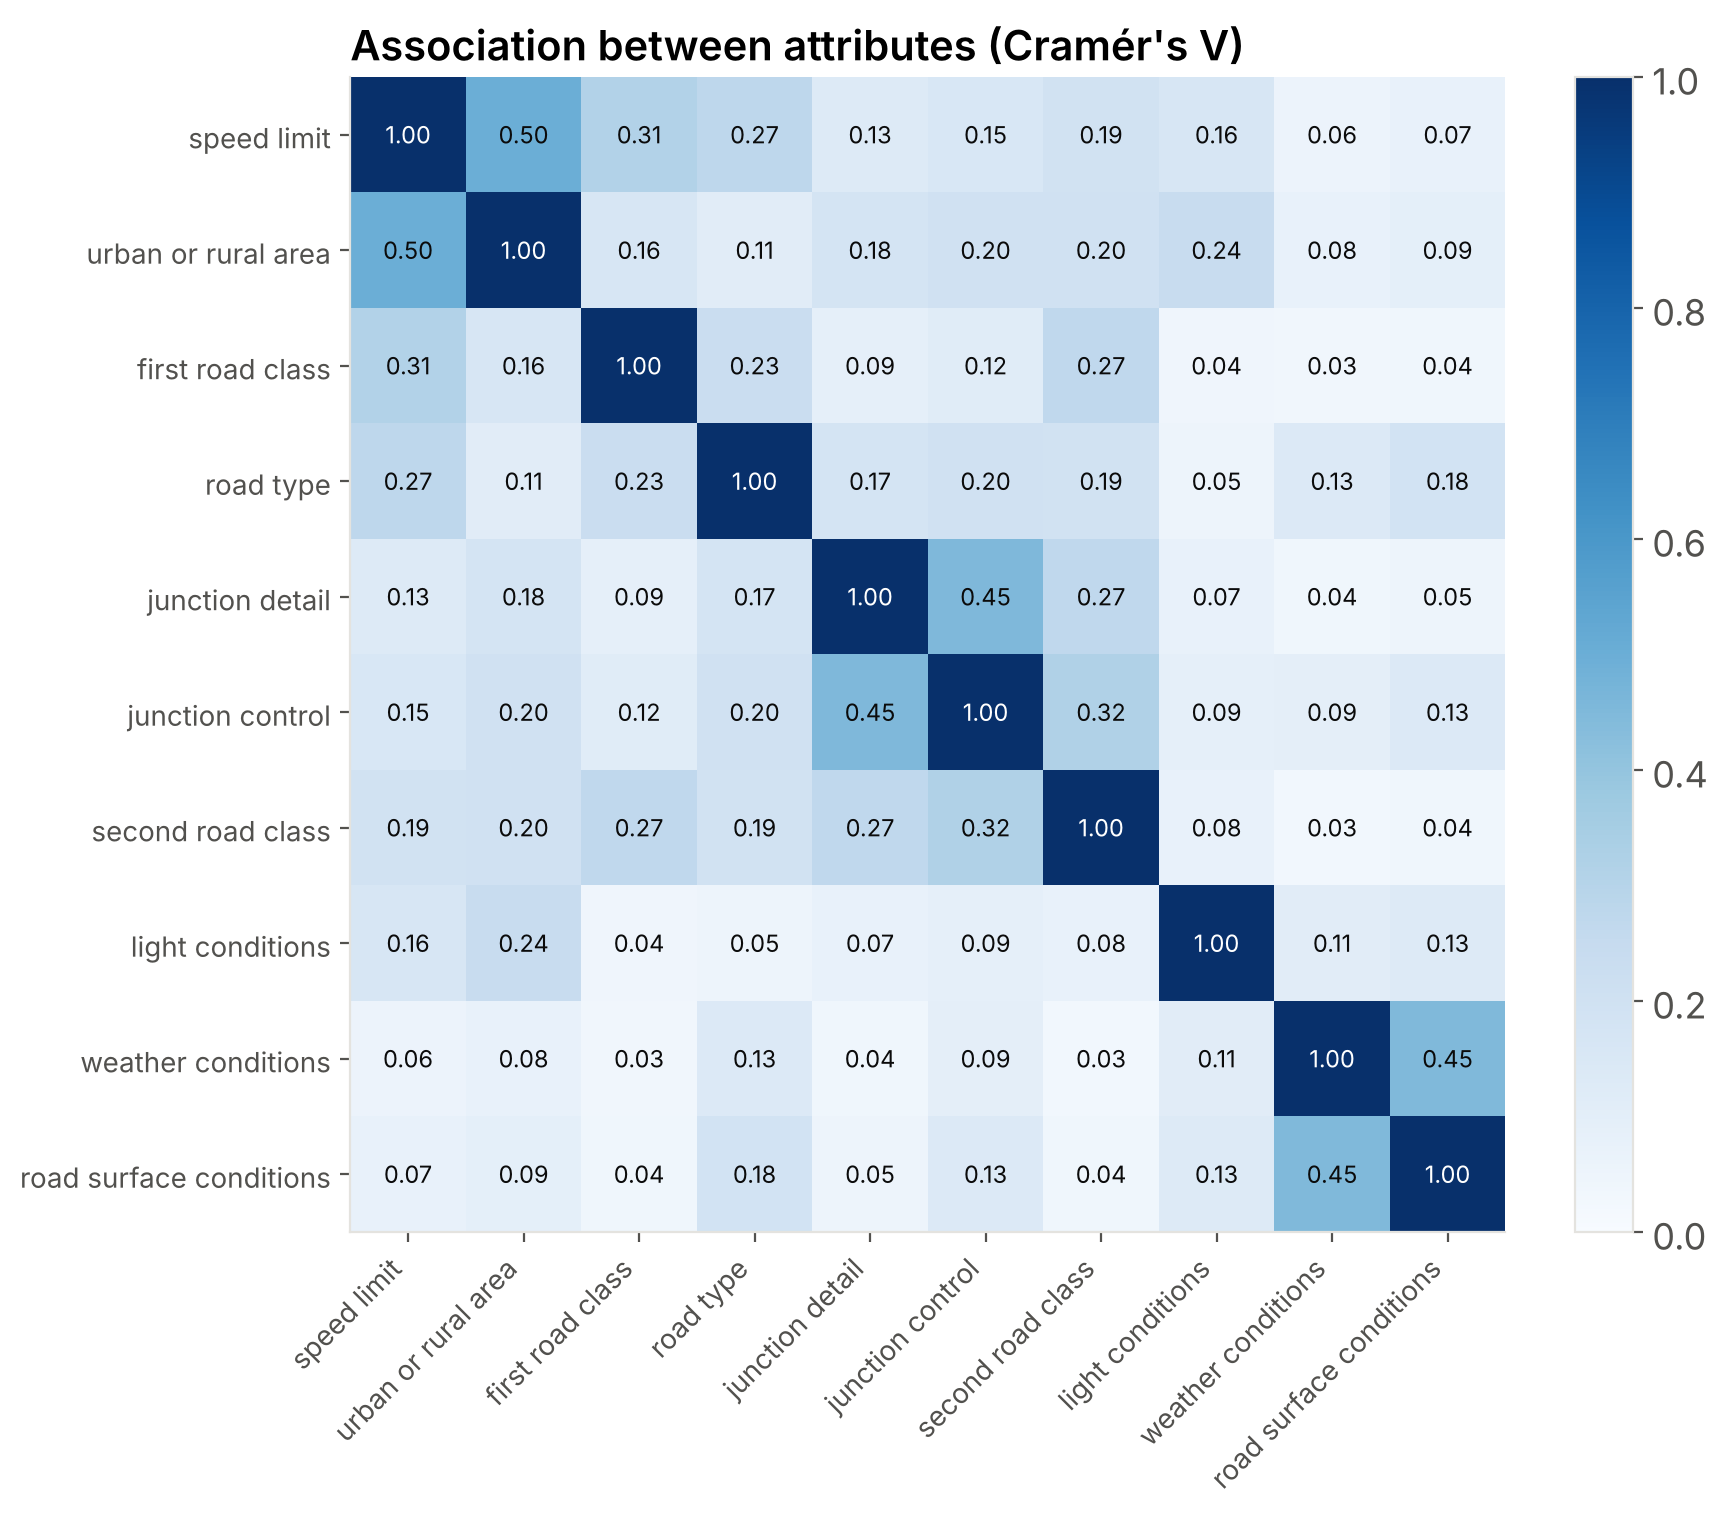 Association between attributes (Cramér's V)
speed limit 1.00 0.50 0.31 0.27 0.13 0.15 0.19 0.16 0.06 0.07
urban or rural area 0.50 1.00 0.16 0.11 0.18 0.20 0.20 0.24 0.08 0.09
first road class 0.31 0.16 1.00 0.23 0.09 0.12 0.27 0.04 0.03 0.04
road type 0.27 0.11 0.23 1.00 0.17 0.20 0.19 0.05 0.13 0.18
junction detail 0.13 0.18 0.09 0.17 1.00 0.45 0.27 0.07 0.04 0.05
junction control 0.15 0.20 0.12 0.20 0.45 1.00 0.32 0.09 0.09 0.13
second road class 0.19 0.20 0.27 0.19 0.27 0.32 1.00 0.08 0.03 0.04
light conditions 0.16 0.24 0.04 0.05 0.07 0.09 0.08 1.00 0.11 0.13
weather conditions 0.06 0.08 0.03 0.13 0.04 0.09 0.03 0.11 1.00 0.45
road surface conditions 0.07 0.09 0.04 0.18 0.05 0.13 0.04 0.13 0.45 1.00
speed limit
urban or rural area
first road class
road type
junction detail
junction control
second road class
light conditions
weather conditions
road surface conditions
1.0
0.8
0.6
0.4
0.2
0.0